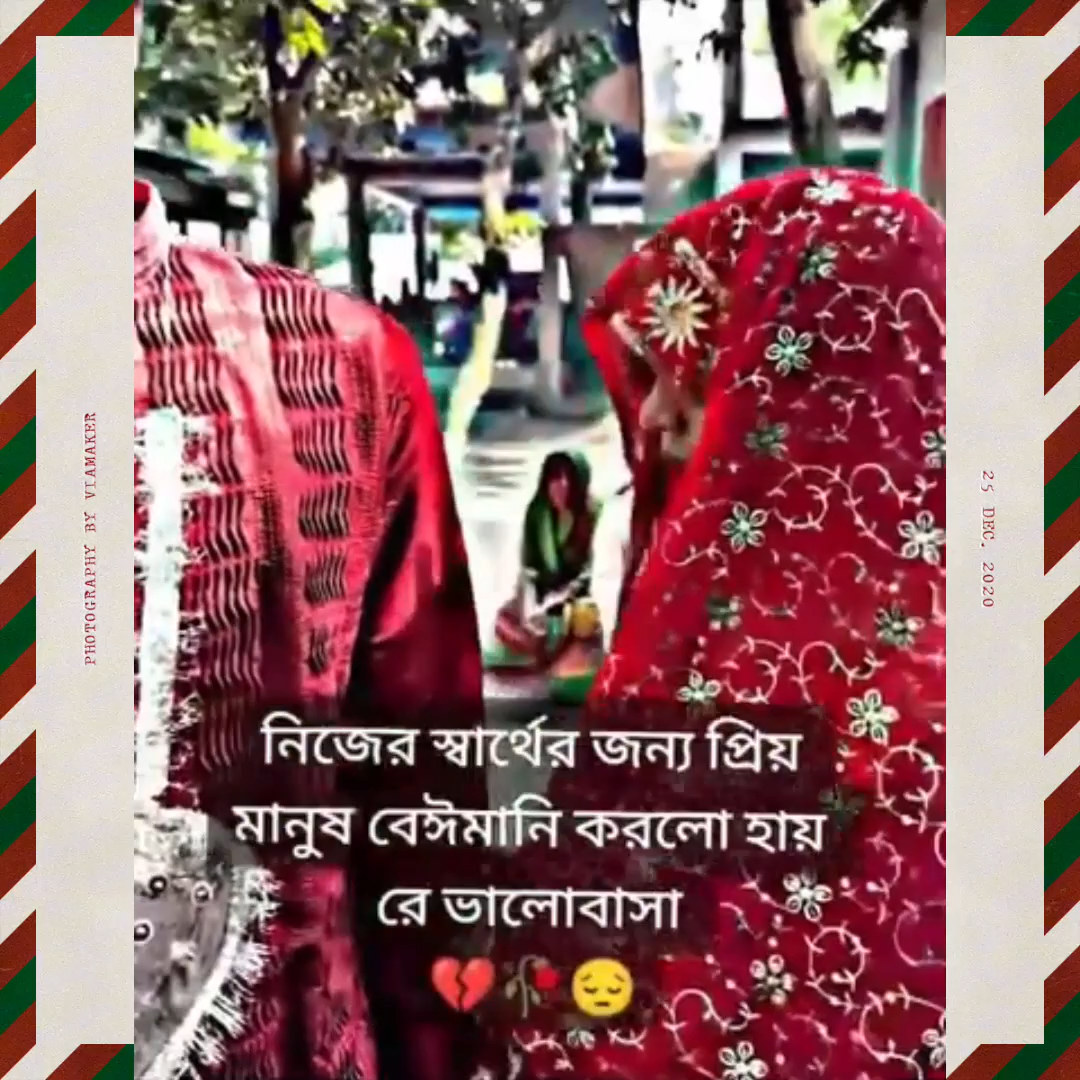 PHOTOGRAPHY BY VIAMAKER
25 DEC. 2020
নিজের স্বার্থের জন্য প্রিয়
মানুষ বেঈমানি করলো হায়
রে ভালোবাসা
💔🥀😔